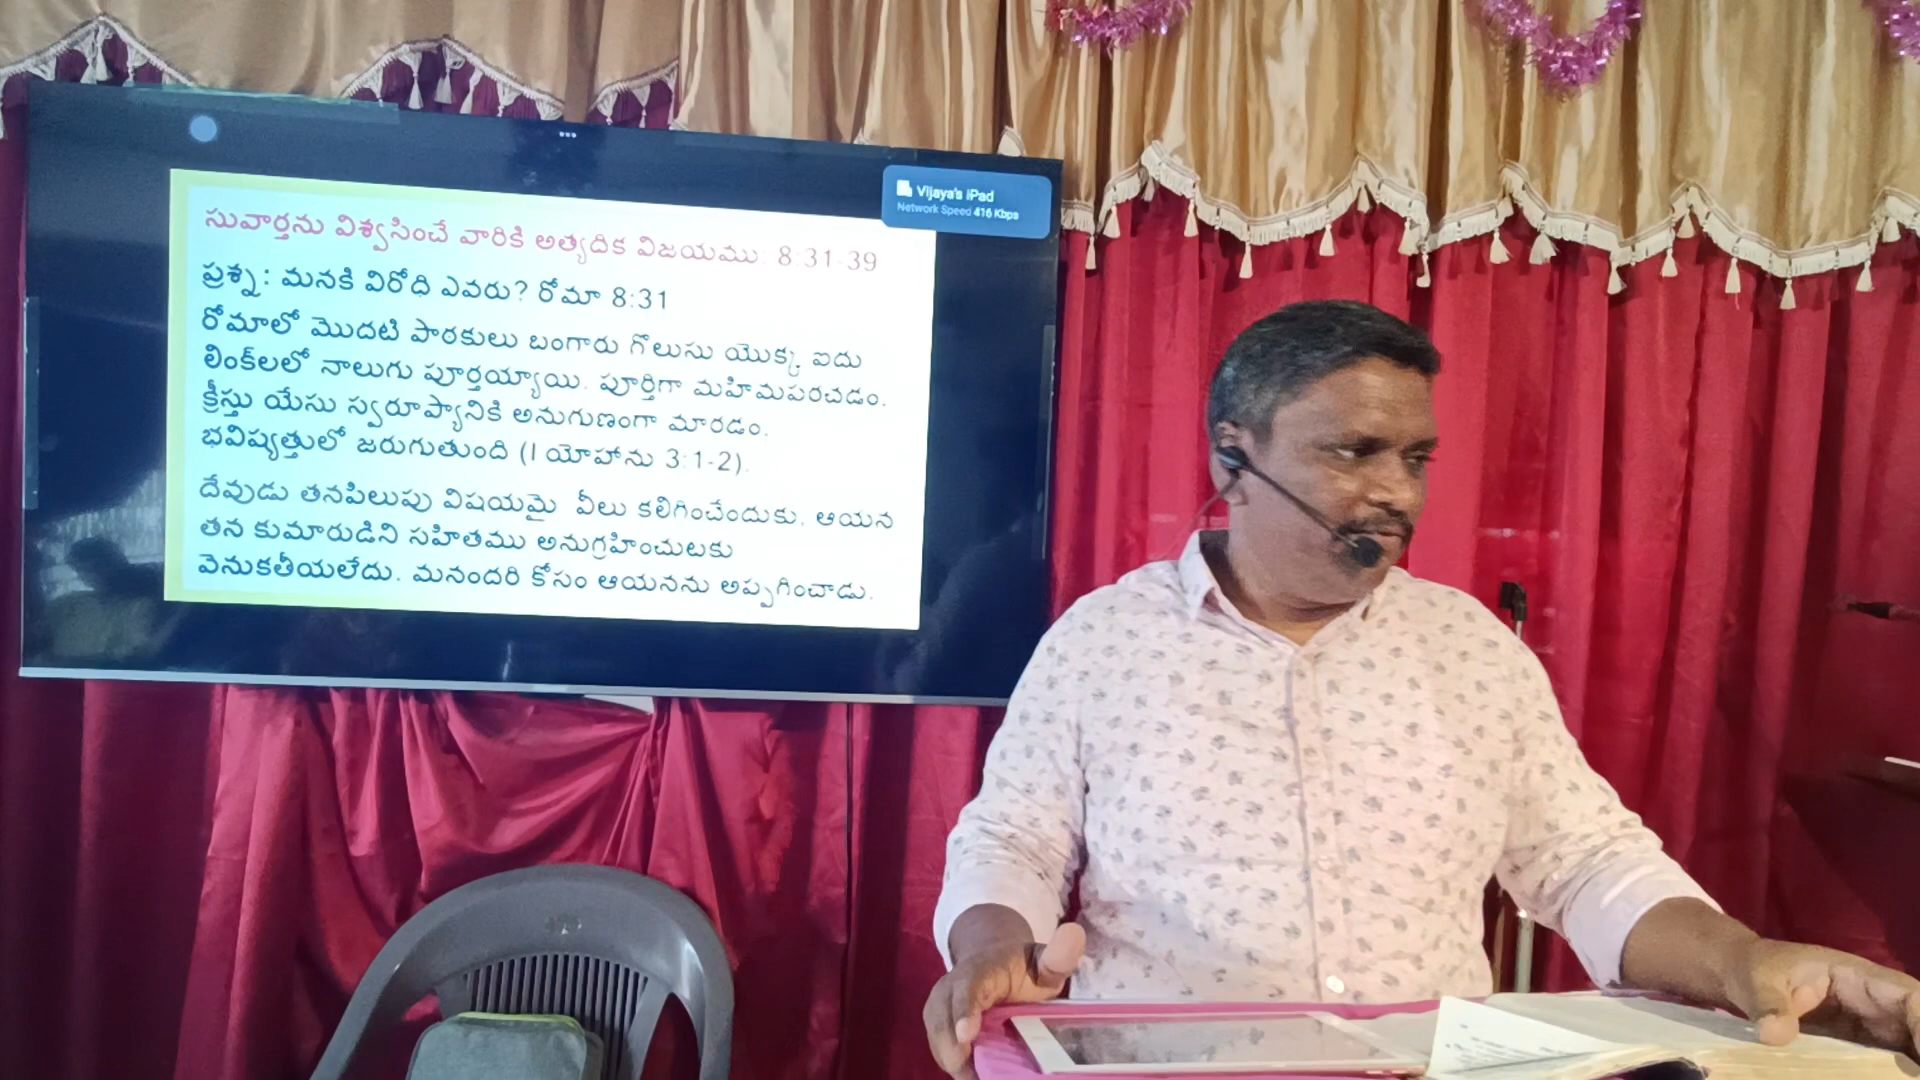 Vijaya's iPad
Network Speed 416 Kbps
సువార్తను విశ్వసించే వారికి అత్యదిక విజయము: 8:31-39
ప్రశ్న: మనకి విరోధి ఎవరు? రోమా 8:31
రోమాలో మొదటి పాఠకులు బంగారు గొలుసు యొక్క ఐదు
లింక్‌లలో నాలుగు పూర్తయ్యాయి. పూర్తిగా మహిమపరచడం.
క్రీస్తు యేసు స్వరూప్యానికి అనుగుణంగా మారడం.
భవిష్యత్తులో జరుగుతుంది (I యోహాను 3:1-2).
దేవుడు తనపిలుపు విషయమై వీలు కలిగించేందుకు, ఆయన
తన కుమారుడిని సహితము అనుగ్రహించుటకు
వెనుకతీయలేదు. మనందరి కోసం ఆయనను అప్పగించాడు.